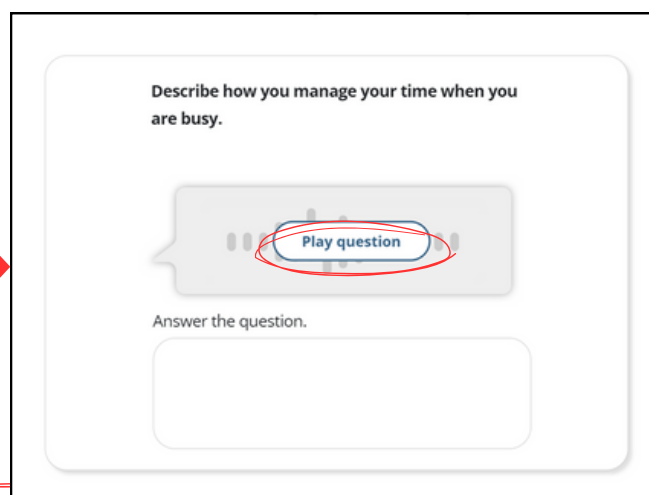 Describe how you manage your time when you
are busy.
Play question
Answer the question.